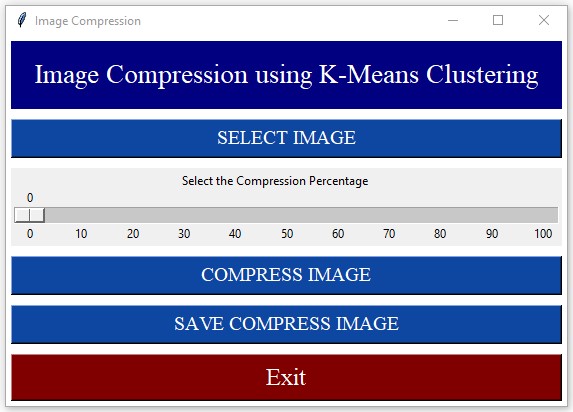 Image Compression
Image Compression using K-Means Clustering
SELECT IMAGE
Select the Compression Percentage
0
0 10 20 30 40 50 60 70 80 90 100
COMPRESS IMAGE
SAVE COMPRESS IMAGE
Exit